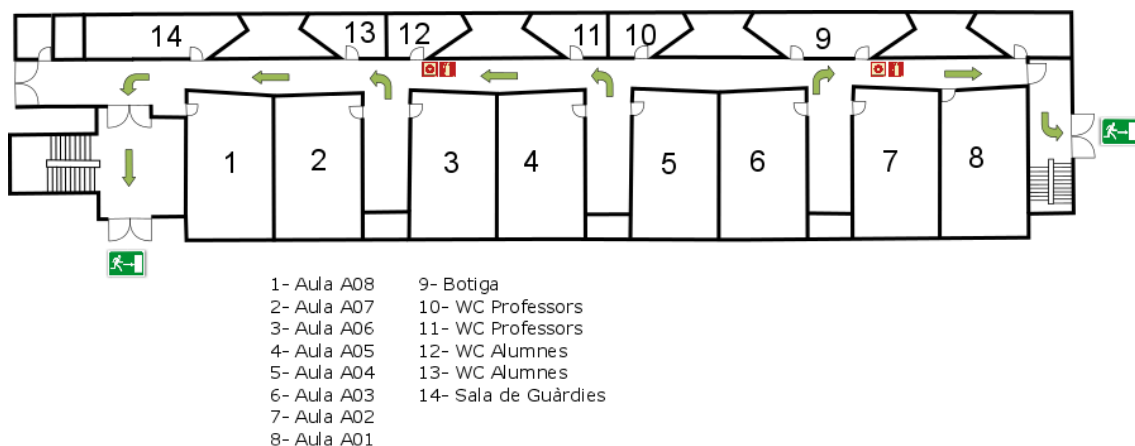 14
13
12
11
10
9
1
2
3
4
5
6
7
8
1- Aula A08
2- Aula A07
3- Aula A06
4- Aula A05
5- Aula A04
6- Aula A03
7- Aula A02
8- Aula A01
9- Botiga
10- WC Professors
11- WC Professors
12- WC Alumnes
13- WC Alumnes
14- Sala de Guàrdies